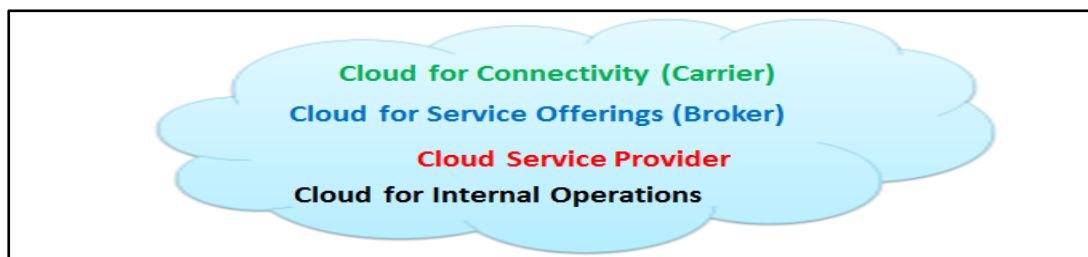 Cloud for Connectivity (Carrier)
Cloud for Service Offerings (Broker)
Cloud Service Provider
Cloud for Internal Operations